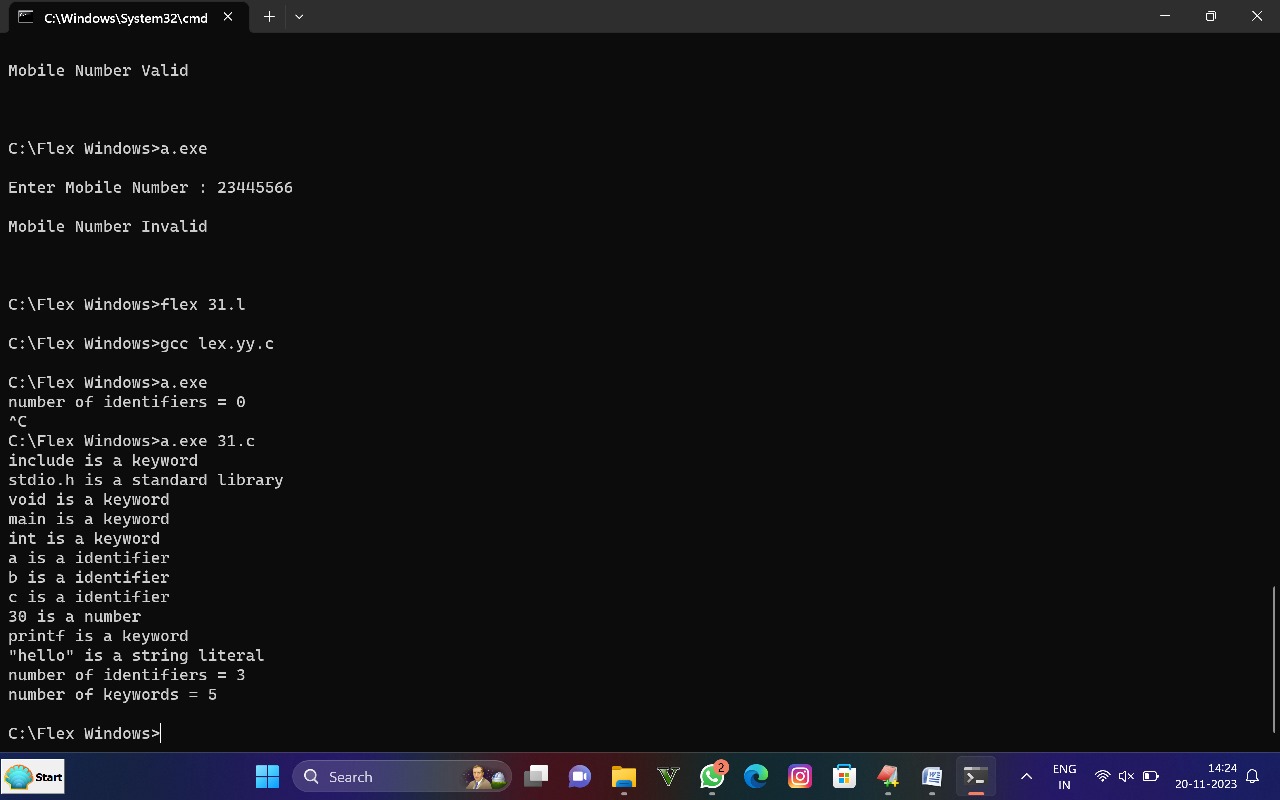 C:\Windows\System32\cmd
Mobile Number Valid
C:\Flex Windows>a.exe
Enter Mobile Number : 23445566
Mobile Number Invalid
C:\Flex Windows>flex 31.l
C:\Flex Windows>gcc lex.yy.c
C:\Flex Windows>a.exe
number of identifiers = 0
^C
C:\Flex Windows>a.exe 31.c
include is a keyword
stdio.h is a standard library
void is a keyword
main is a keyword
int is a keyword
a is a identifier
b is a identifier
c is a identifier
30 is a number
printf is a keyword
"hello" is a string literal
number of identifiers = 3
number of keywords = 5
C:\Flex Windows>
Start
Search
2
ENG
IN
14:24
20-11-2023